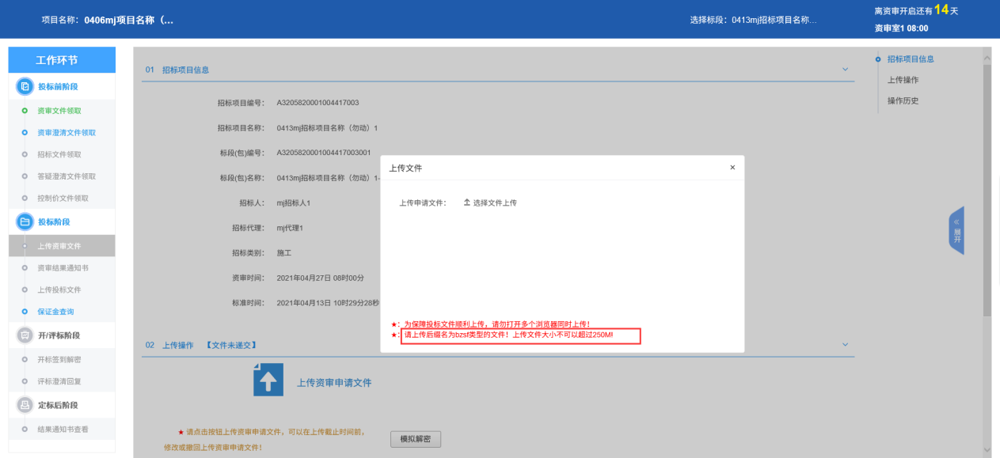 项目名称：0406mj项目名称（...
选择标段：0413mj招标项目名称...
离资审开启还有14天
资审室1 08:00
工作环节
投标前阶段
资审文件领取
资审澄清文件领取
招标文件领取
答疑澄清文件领取
控制价文件领取
投标阶段
上传资审文件
资审结果通知书
上传投标文件
保证金查询
开/评标阶段
开标签到解密
评标澄清回复
定标后阶段
结果通知书查看
01 招标项目信息
招标项目编号： A3205820001004417003
招标项目名称： 0413mj招标项目名称（勿动）1
标段(包)编号： A3205820001004417003001
标段(包)名称： 0413mj招标项目名称（勿动）1-
招标人： mj招标人1
招标代理： mj代理1
招标类别： 施工
资审时间： 2021年04月27日 08时00分
标准时间： 2021年04月13日 10时29分28秒
上传文件 ×
上传申请文件： 选择文件上传
★：为保障投标文件顺利上传，请勿打开多个浏览器同时上传！
★：请上传后缀名为bzsf类型的文件！上传文件大小不可以超过250M
02 上传操作 【文件未递交】
上传资审申请文件
★ 请点击按钮上传资审申请文件，可以在上传截止时间前，
修改或撤回上传资审申请文件！
模拟解密
招标项目信息
上传操作
操作历史
«
展
开